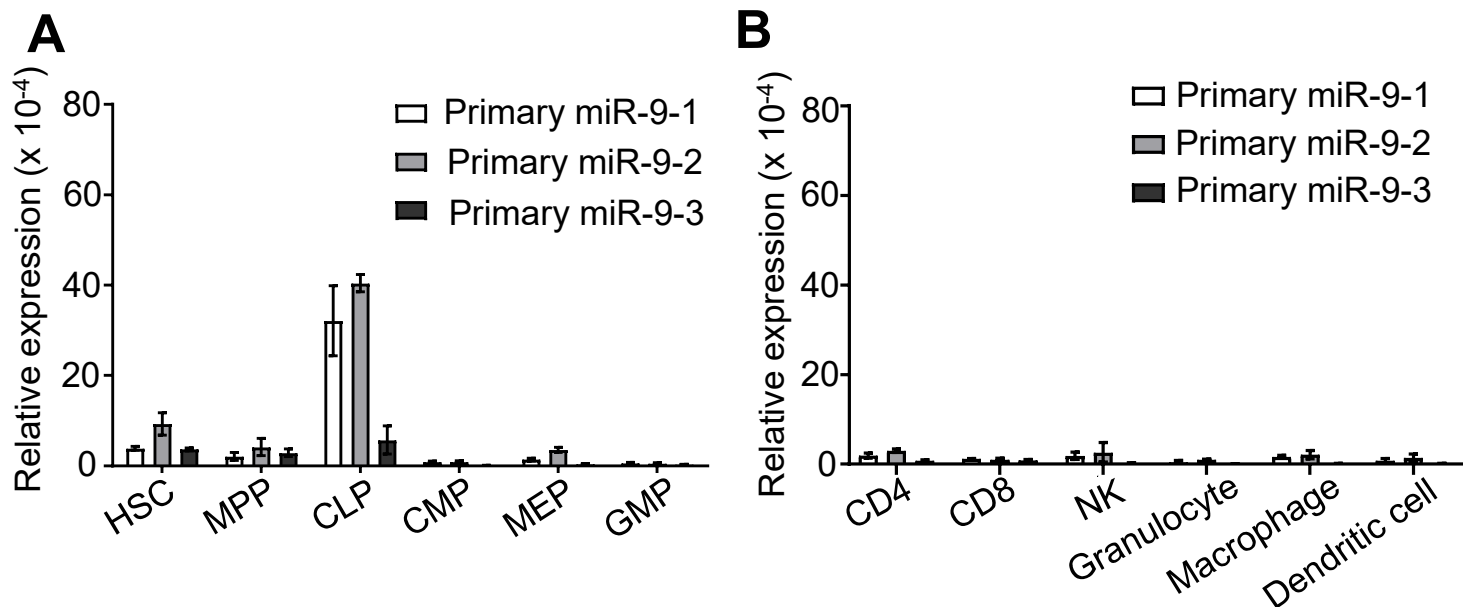 A
Relative expression (x 10-4)
80
60
40
20
0
Primary miR-9-1
Primary miR-9-2
Primary miR-9-3
HSC
MPP
CLP
CMP
MEP
GMP
B
Relative expression (x 10-4)
80
60
40
20
0
Primary miR-9-1
Primary miR-9-2
Primary miR-9-3
CD4
CD8
NK
Granulocyte
Macrophage
Dendritic cell